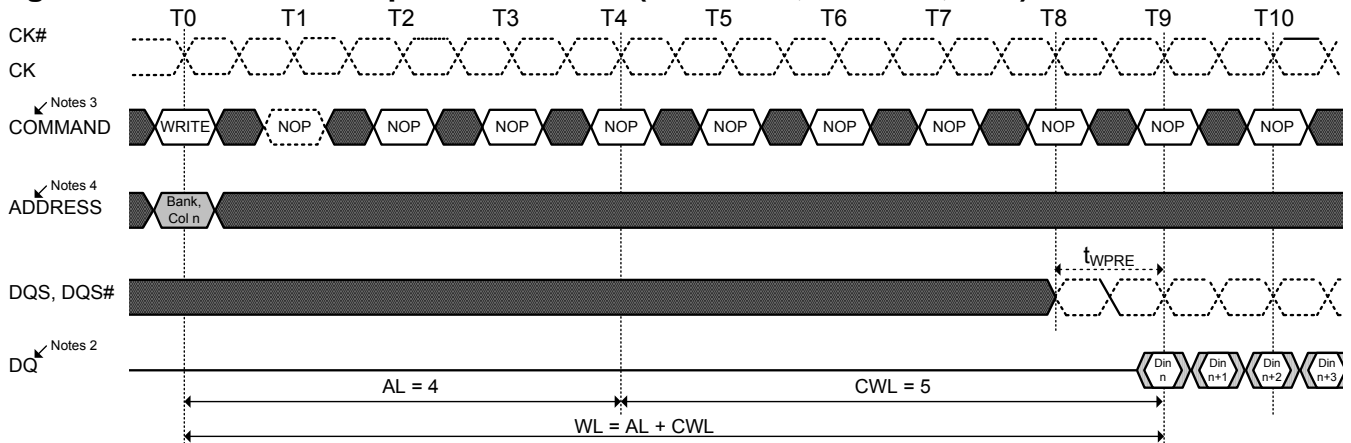 T0 T1 T2 T3 T4 T5 T6 T7 T8 T9 T10
CK#
CK
Notes 3
COMMAND WRITE NOP NOP NOP NOP NOP NOP NOP NOP NOP NOP
Notes 4
ADDRESS
Bank,
Col n
tWPRE
DQS, DQS#
Notes 2
DQ
Din n
Din n+1
Din n+2
Din n+3
AL = 4 CWL = 5
WL = AL + CWL